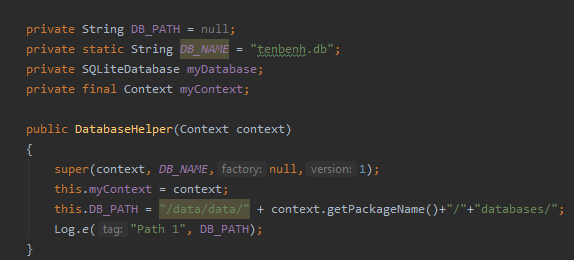 private String DB_PATH = null;
private static String DB_NAME = "tenbenh.db";
private SQLiteDatabase myDatabase;
private final Context myContext;
public DatabaseHelper(Context context)
{
super(context, DB_NAME, factory: null, version: 1);
this.myContext = context;
this.DB_PATH = "/data/data/" + context.getPackageName()+"/"+"databases/";
Log.e( tag: "Path 1", DB_PATH);
}